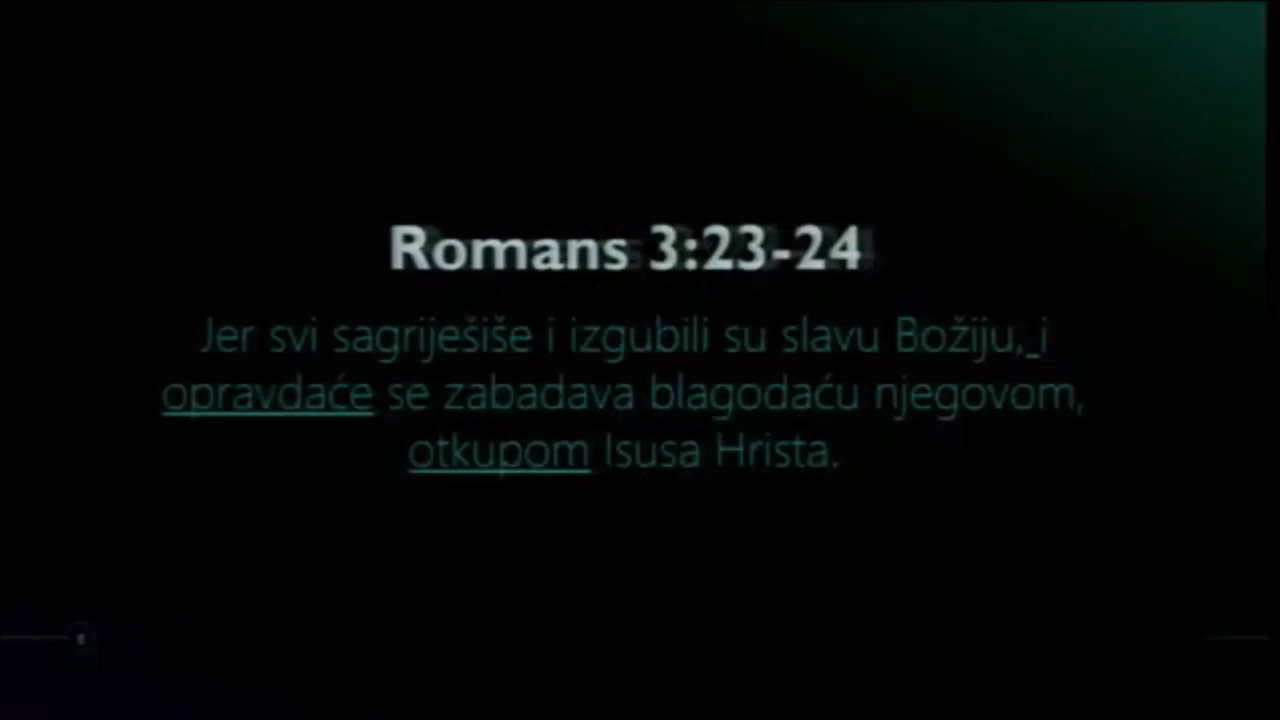 Romans 3:23-24
Jer svi sagriješiše i izgubili su slavu Božiju, i
opravdaće se zabadava blagodaću njegovom,
otkupom Isusa Hrista.